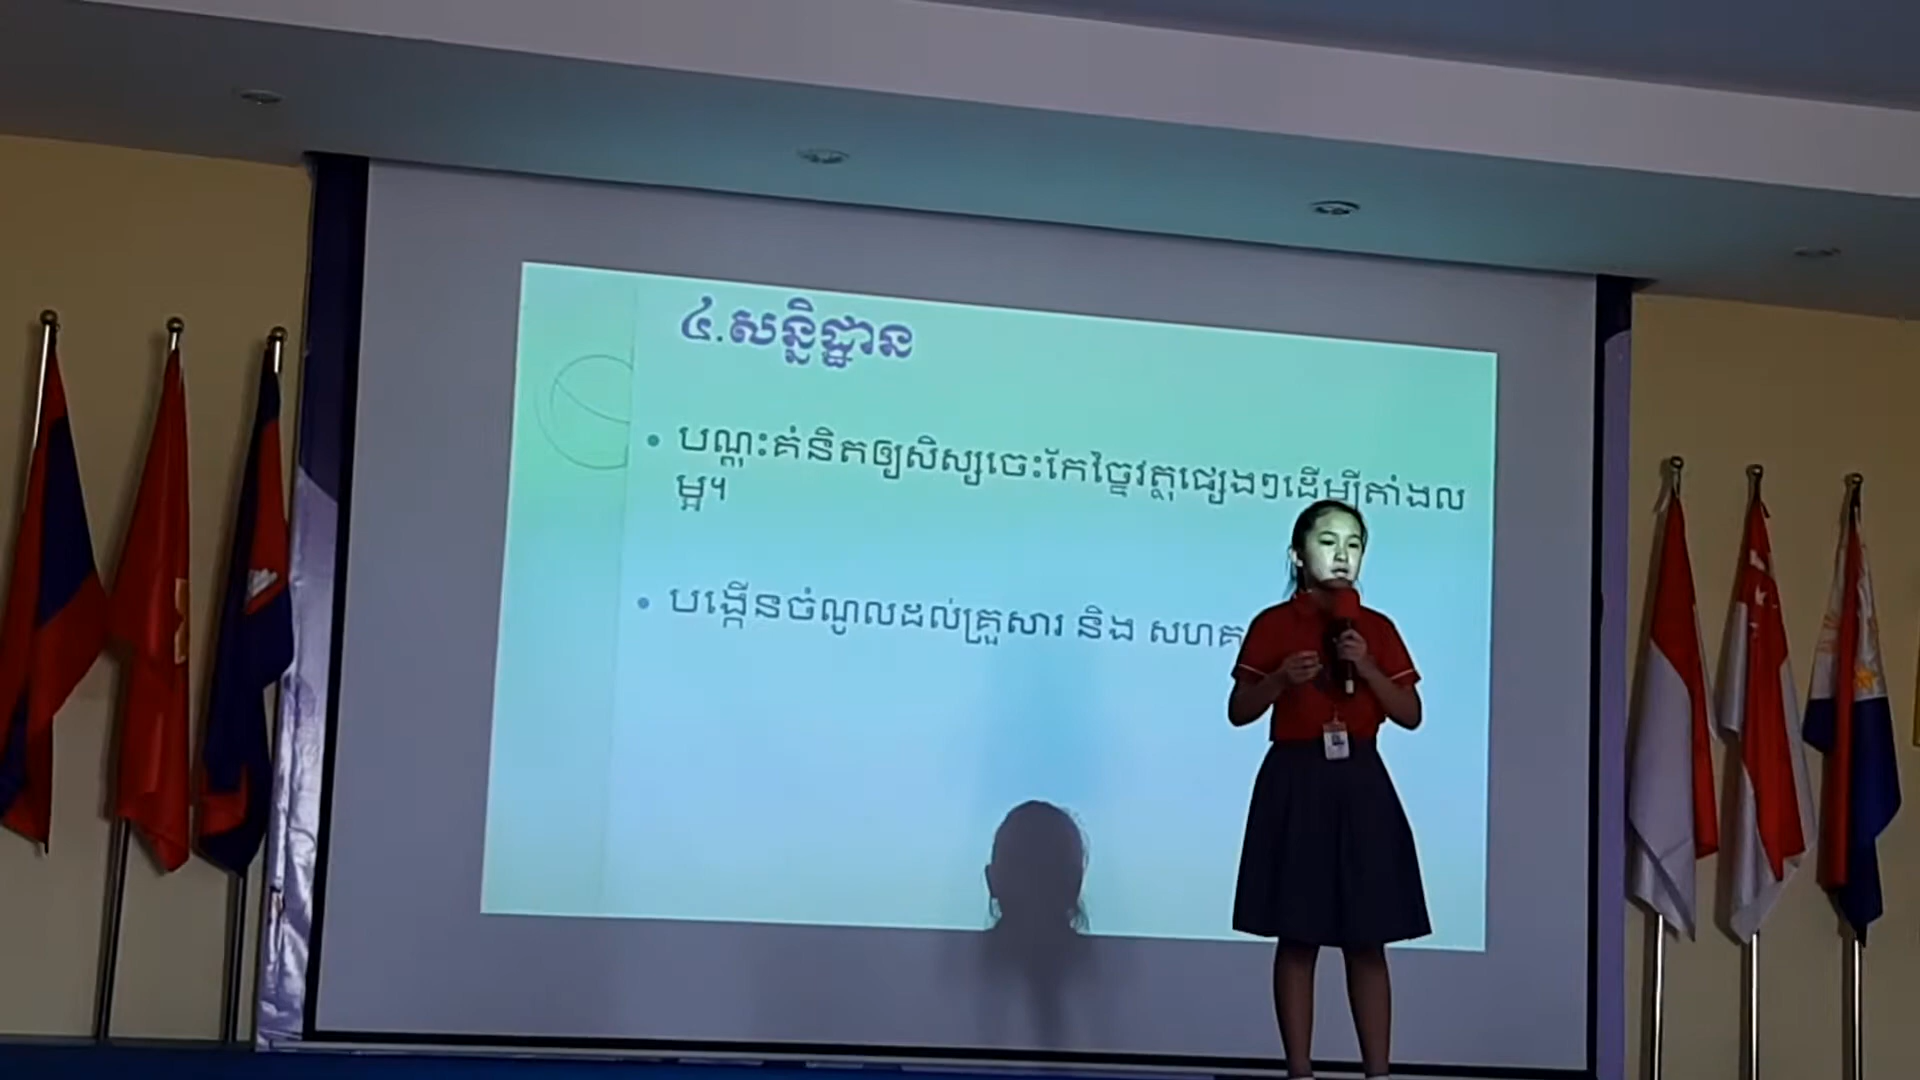 ៤.សន្និដ្ឋាន
បណ្តុះគំនិតឲ្យសិស្សចេះកែច្នៃវត្ថុផ្សេងៗដើម្បីតាំងល
ម្អ។
បង្កើនចំណូលដល់គ្រួសារ និង សហគ